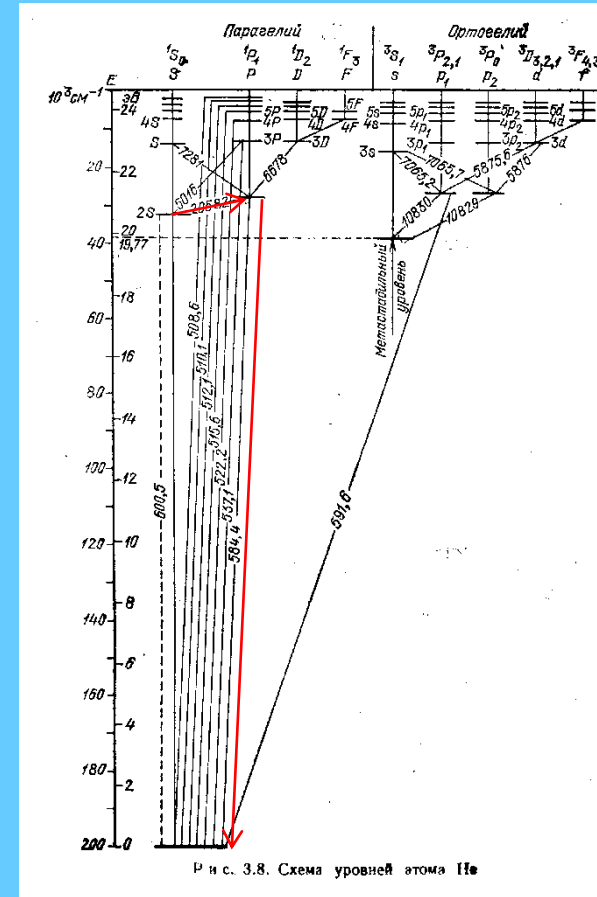 Парагелий Ортогелий
¹S₀ ¹P₁ ¹D₂ ¹F₃ ³S₁ ³P₂,₁ ³P₀ ³D₃,₂,₁ ³F₄,₃
S P D F s p₁ p₂ d f
E
10³см⁻¹
24
4S 5P 4P 5D 4D 5F 4F 5s 4s 5p₁ 4p₁ 5p₂ 4p₂ 5d 4d
S 3P 3D 3s 3p₁ 3p₂ 3d
7281 6678 7065,7 5875,6
20 22 5016 7065,2 5876
2S 10830 10829
20
40 19,77
Метастабильный
уровень
18
60
508,6
16
510,1
80
512,1
14
515,6
522,2
100
12
537,1
600,5
584,4
591,6
120 10
140 8
6
160
4
180
2
200 0
Рис. 3.8. Схема уровней атома He